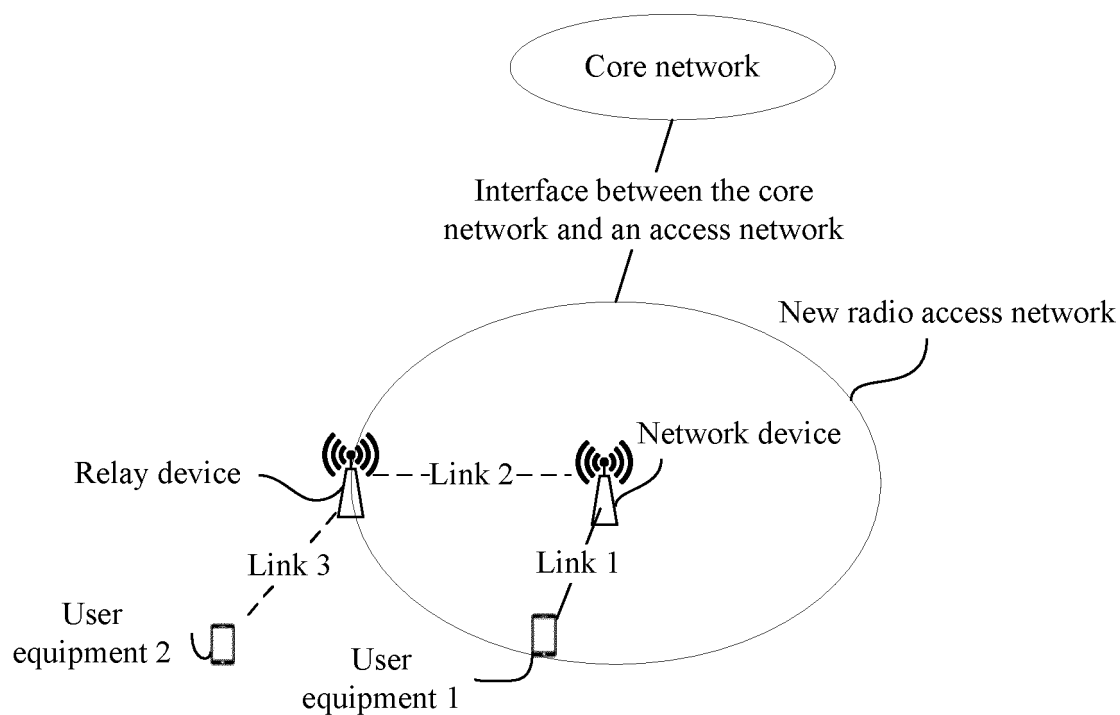 Core network
Interface between the core
network and an access network
New radio access network
Network device
Relay device
Link 2
Link 3
Link 1
User
equipment 2
User
equipment 1